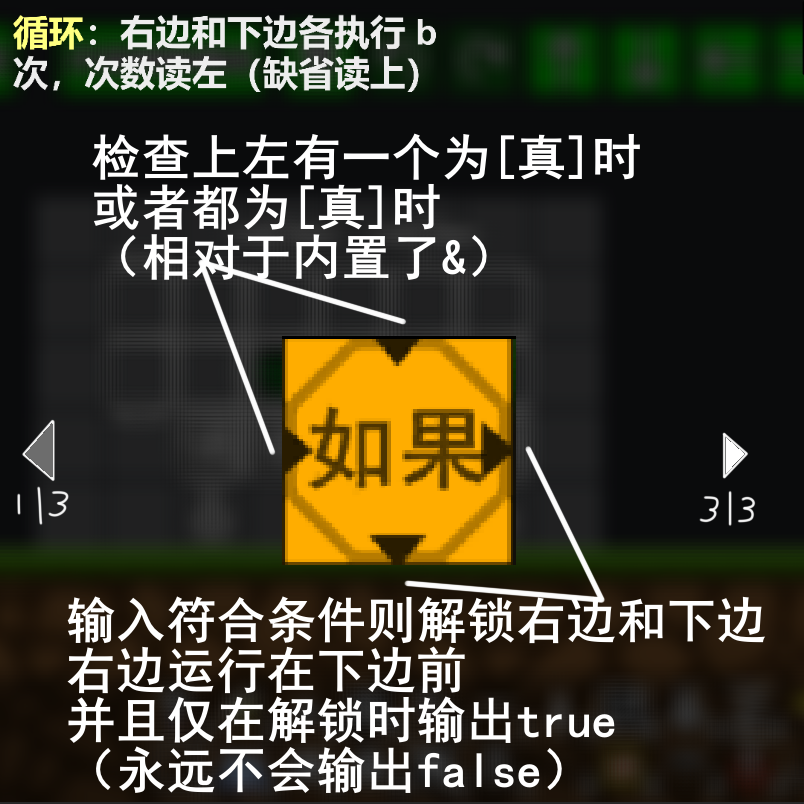 循环：右边和下边各执行 b
次，次数读左（缺省读上）
检查上左有一个为[真]时
或者都为[真]时
（相对于内置了&）
如果
1|3
3|3
输入符合条件则解锁右边和下边
右边运行在下边前
并且仅在解锁时输出true
（永远不会输出false）